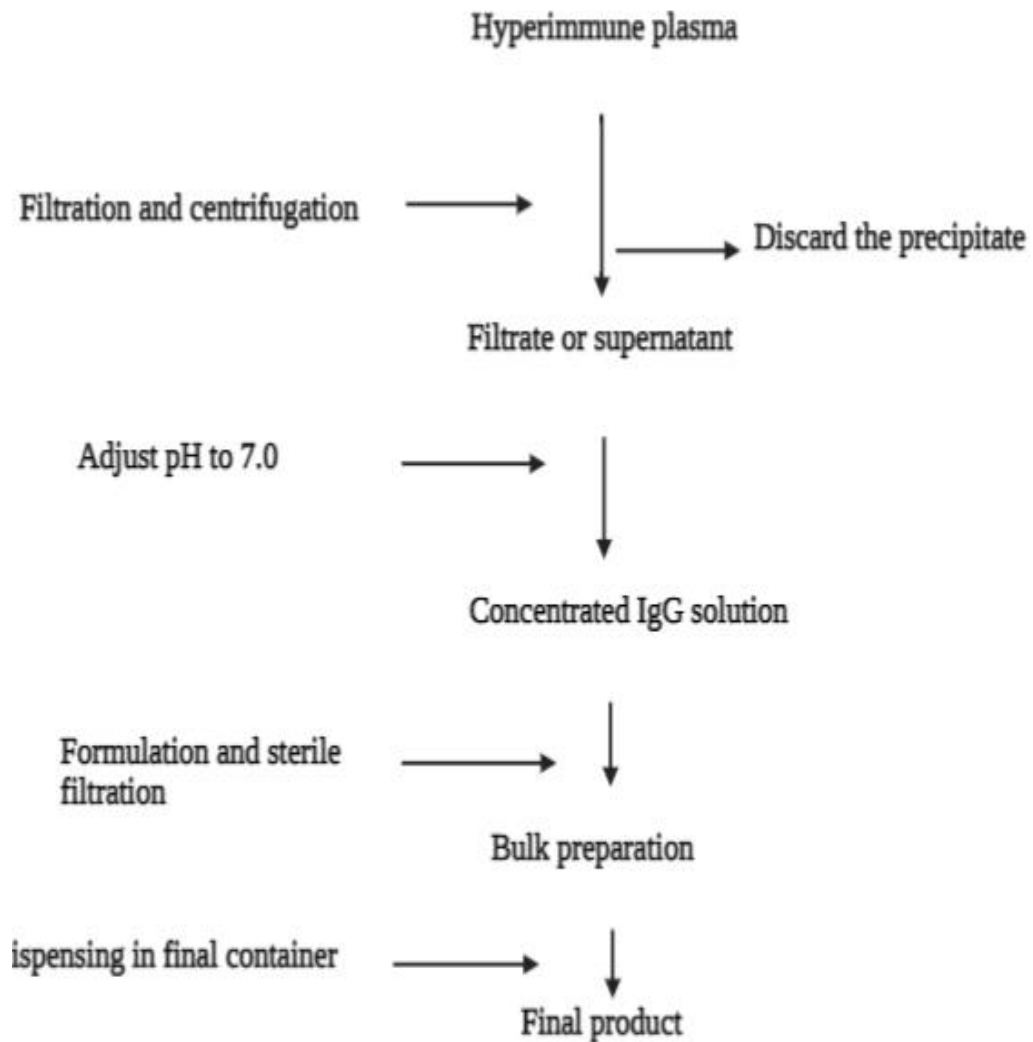 Hyperimmune plasma
Filtration and centrifugation
Discard the precipitate
Filtrate or supernatant
Adjust pH to 7.0
Concentrated IgG solution
Formulation and sterile
filtration
Bulk preparation
ispensing in final container
Final product